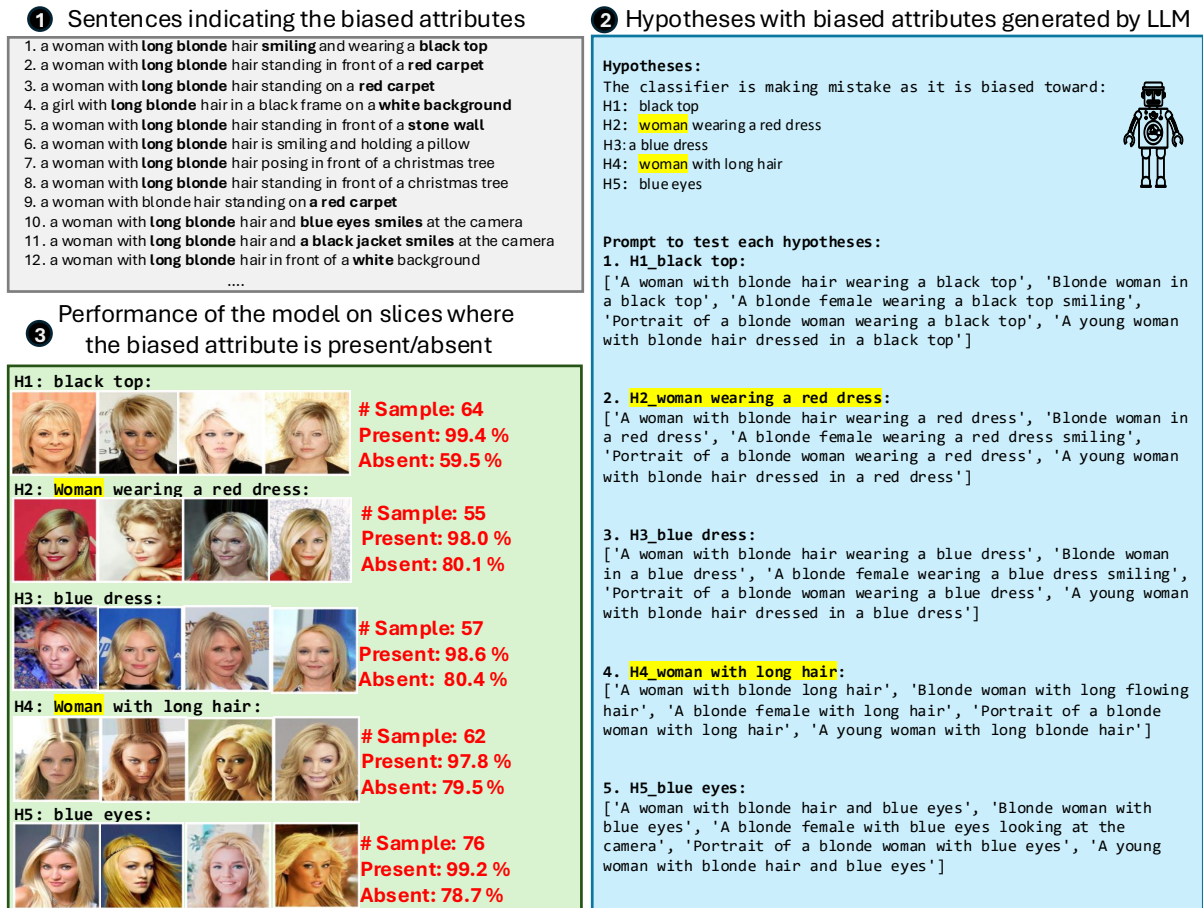 1 Sentences indicating the biased attributes
1. a woman with long blonde hair smiling and wearing a black top
2. a woman with long blonde hair standing in front of a red carpet
3. a woman with long blonde hair standing on a red carpet
4. a girl with long blonde hair in a black frame on a white background
5. a woman with long blonde hair standing in front of a stone wall
6. a woman with long blonde hair is smiling and holding a pillow
7. a woman with long blonde hair posing in front of a christmas tree
8. a woman with long blonde hair standing in front of a christmas tree
9. a woman with blonde hair standing on a red carpet
10. a woman with long blonde hair and blue eyes smiles at the camera
11. a woman with long blonde hair and a black jacket smiles at the camera
12. a woman with long blonde hair in front of a white background
....
3 Performance of the model on slices where
the biased attribute is present/absent
H1: black top:
# Sample: 64
Present: 99.4 %
Absent: 59.5 %
H2: Woman wearing a red dress:
# Sample: 55
Present: 98.0 %
Absent: 80.1 %
H3: blue dress:
# Sample: 57
Present: 98.6 %
Absent: 80.4 %
H4: Woman with long hair:
# Sample: 62
Present: 97.8 %
Absent: 79.5 %
H5: blue eyes:
# Sample: 76
Present: 99.2 %
Absent: 78.7 %
2 Hypotheses with biased attributes generated by LLM
Hypotheses:
The classifier is making mistake as it is biased toward:
H1: black top
H2: woman wearing a red dress
H3: a blue dress
H4: woman with long hair
H5: blue eyes
Prompt to test each hypotheses:
1. H1_black top:
['A woman with blonde hair wearing a black top', 'Blonde woman in
a black top', 'A blonde female wearing a black top smiling',
'Portrait of a blonde woman wearing a black top', 'A young woman
with blonde hair dressed in a black top']
2. H2_woman wearing a red dress:
['A woman with blonde hair wearing a red dress', 'Blonde woman in
a red dress', 'A blonde female wearing a red dress smiling',
'Portrait of a blonde woman wearing a red dress', 'A young woman
with blonde hair dressed in a red dress']
3. H3_blue dress:
['A woman with blonde hair wearing a blue dress', 'Blonde woman
in a blue dress', 'A blonde female wearing a blue dress smiling',
'Portrait of a blonde woman wearing a blue dress', 'A young woman
with blonde hair dressed in a blue dress']
4. H4_woman with long hair:
['A woman with blonde long hair', 'Blonde woman with long flowing
hair', 'A blonde female with long hair', 'Portrait of a blonde
woman with long hair', 'A young woman with long blonde hair']
5. H5_blue eyes:
['A woman with blonde hair and blue eyes', 'Blonde woman with
blue eyes', 'A blonde female with blue eyes looking at the
camera', 'Portrait of a blonde woman with blue eyes', 'A young
woman with blonde hair and blue eyes']